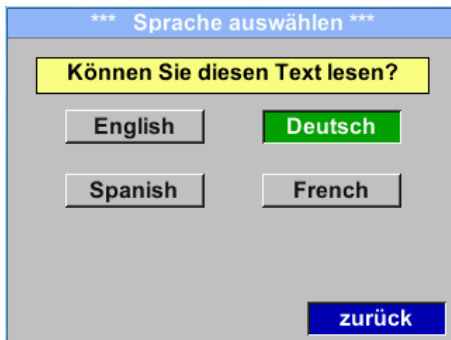 *** Sprache auswählen ***
Können Sie diesen Text lesen?
English Deutsch
Spanish French
zurück